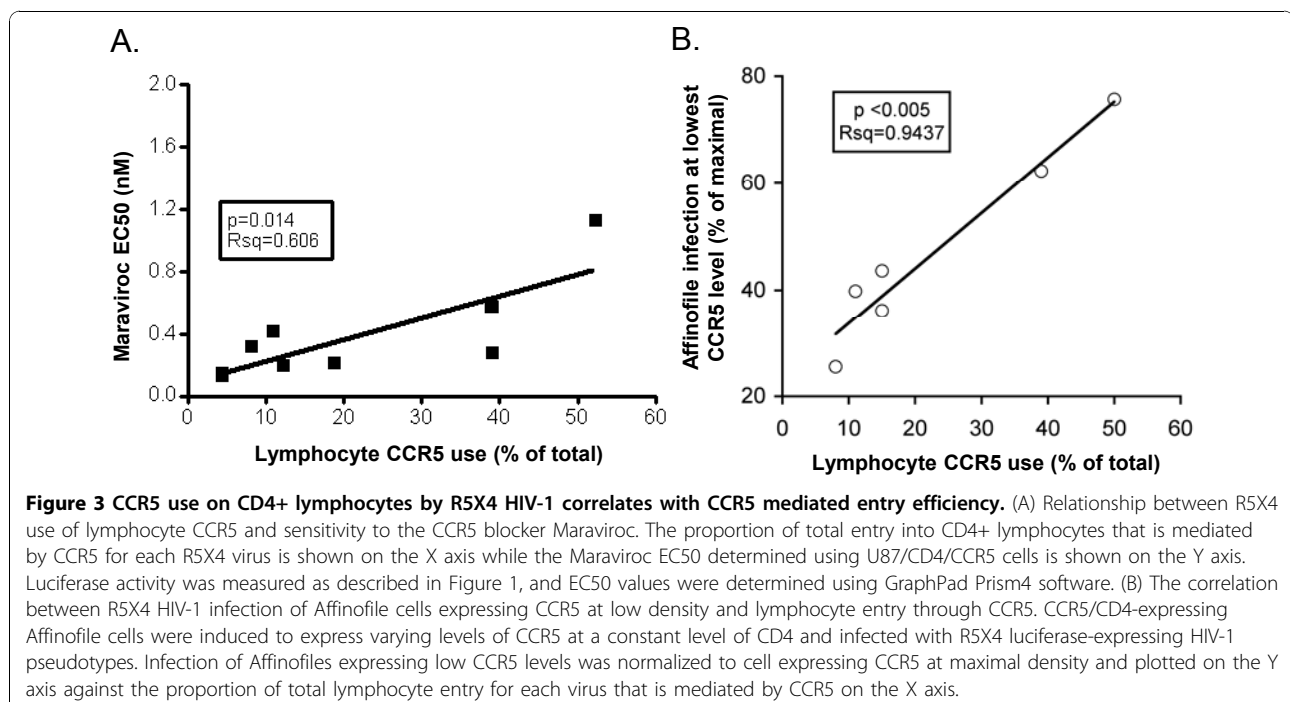 A.
2.0
1.6
1.2
0.8
0.4
0.0
Maraviroc EC50 (nM)
p=0.014
Rsq=0.606
0 10 20 30 40 50 60
Lymphocyte CCR5 use (% of total)
B.
80
60
40
20
Affinofile infection at lowest
CCR5 level (% of maximal)
p <0.005
Rsq=0.9437
0 10 20 30 40 50 60
Lymphocyte CCR5 use (% of total)
Figure 3 CCR5 use on CD4+ lymphocytes by R5X4 HIV-1 correlates with CCR5 mediated entry efficiency. (A) Relationship between R5X4
use of lymphocyte CCR5 and sensitivity to the CCR5 blocker Maraviroc. The proportion of total entry into CD4+ lymphocytes that is mediated
by CCR5 for each R5X4 virus is shown on the X axis while the Maraviroc EC50 determined using U87/CD4/CCR5 cells is shown on the Y axis.
Luciferase activity was measured as described in Figure 1, and EC50 values were determined using GraphPad Prism4 software. (B) The correlation
between R5X4 HIV-1 infection of Affinofile cells expressing CCR5 at low density and lymphocyte entry through CCR5. CCR5/CD4-expressing
Affinofile cells were induced to express varying levels of CCR5 at a constant level of CD4 and infected with R5X4 luciferase-expressing HIV-1
pseudotypes. Infection of Affinofiles expressing low CCR5 levels was normalized to cell expressing CCR5 at maximal density and plotted on the Y
axis against the proportion of total lymphocyte entry for each virus that is mediated by CCR5 on the X axis.